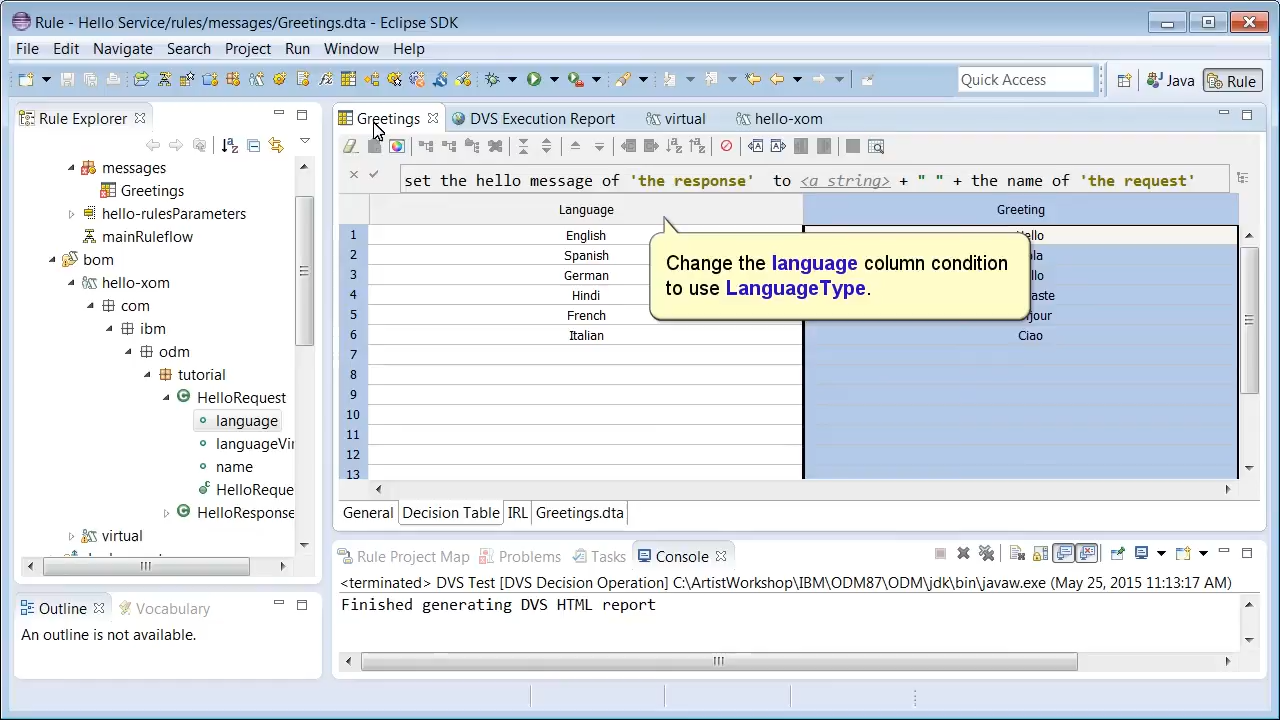 Rule - Hello Service/rules/messages/Greetings.dta - Eclipse SDK
File Edit Navigate Search Project Run Window Help
Quick Access
Java
Rule
Rule Explorer
messages
Greetings
hello-rulesParameters
mainRuleflow
bom
hello-xom
com
ibm
odm
tutorial
HelloRequest
language
languageVir
name
HelloReque
HelloResponse
virtual
Outline
Vocabulary
An outline is not available.
Greetings
DVS Execution Report
virtual
hello-xom
set the hello message of 'the response' to <a string> + " " + the name of 'the request'
Language Greeting
1 English
2 Spanish
3 German
4 Hindi
5 French
6 Italian Ciao
7
8
9
10
11
12
13
Change the language column condition
to use LanguageType.
General Decision Table IRL Greetings.dta
Rule Project Map Problems Tasks Console
<terminated> DVS Test [DVS Decision Operation] C:\ArtistWorkshop\IBM\ODM87\ODM\jdk\bin\javaw.exe (May 25, 2015 11:13:17 AM)
Finished generating DVS HTML report